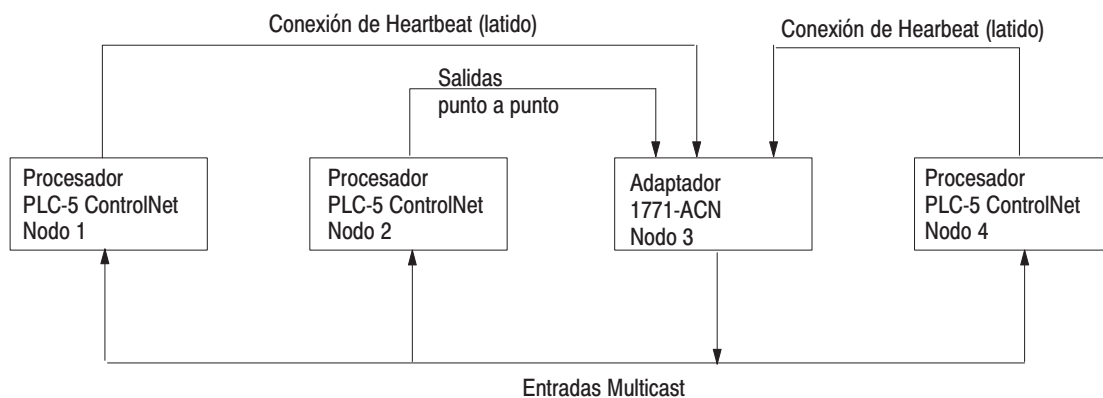 Conexión de Heartbeat (latido)
Conexión de Hearbeat (latido)
Salidas
punto a punto
Procesador
PLC-5 ControlNet
Nodo 1
Procesador
PLC-5 ControlNet
Nodo 2
Adaptador
1771-ACN
Nodo 3
Procesador
PLC-5 ControlNet
Nodo 4
Entradas Multicast